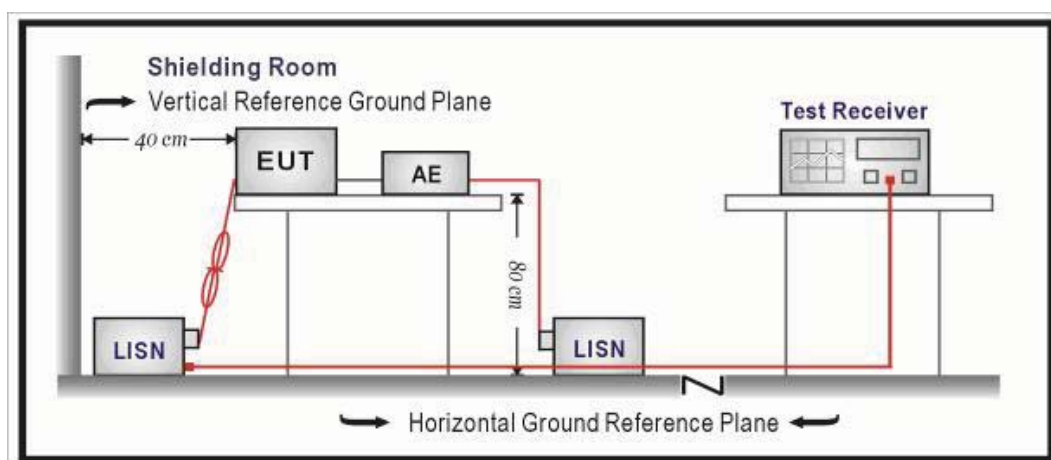 Shielding Room
Vertical Reference Ground Plane
Test Receiver
40 cm
EUT
AE
80 cm
LISN
LISN
Horizontal Ground Reference Plane